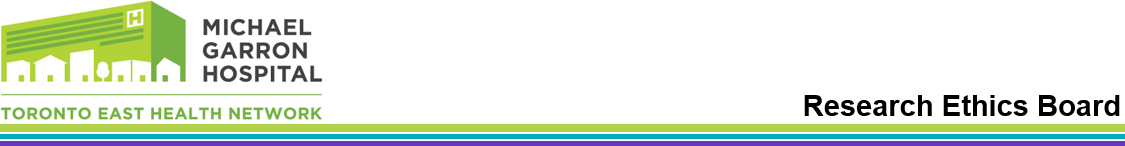 H
MICHAEL
GARRON
HOSPITAL
TORONTO EAST HEALTH NETWORK
Research Ethics Board